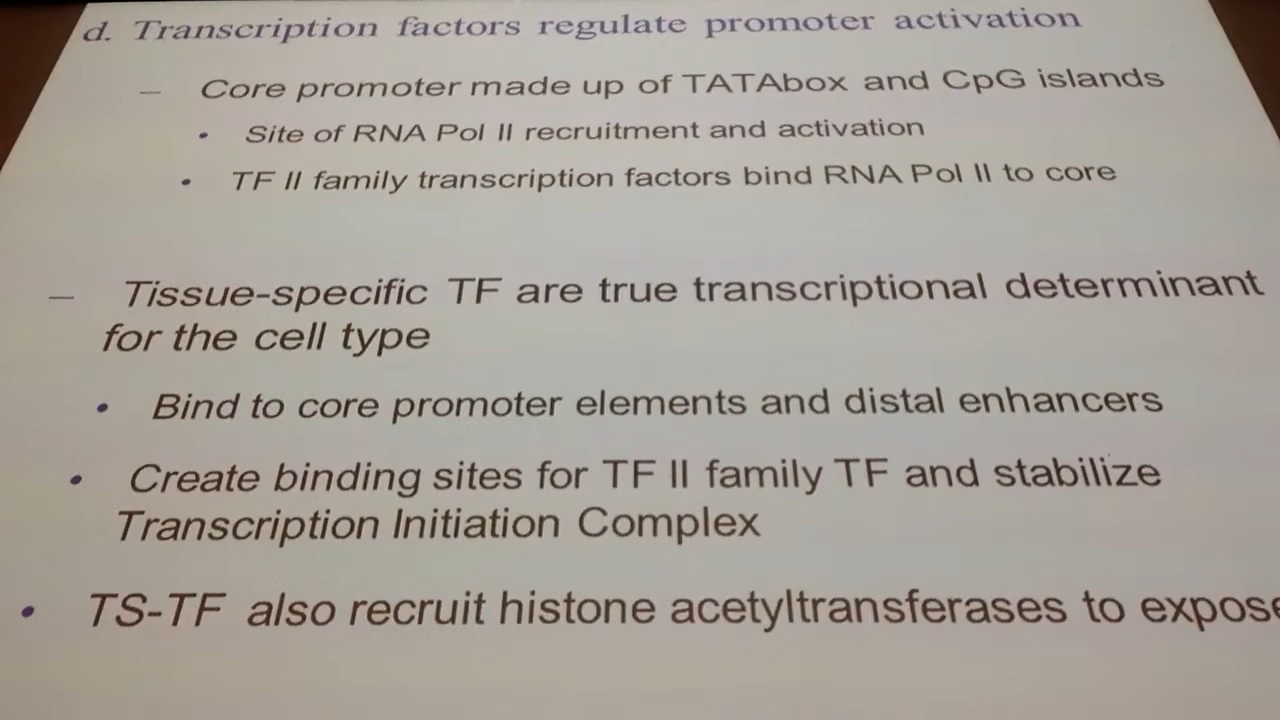 d. Transcription factors regulate promoter activation
– Core promoter made up of TATAbox and CpG islands
• Site of RNA Pol II recruitment and activation
• TF II family transcription factors bind RNA Pol II to core
– Tissue-specific TF are true transcriptional determinant
for the cell type
• Bind to core promoter elements and distal enhancers
• Create binding sites for TF II family TF and stabilize
Transcription Initiation Complex
• TS-TF also recruit histone acetyltransferases to expose